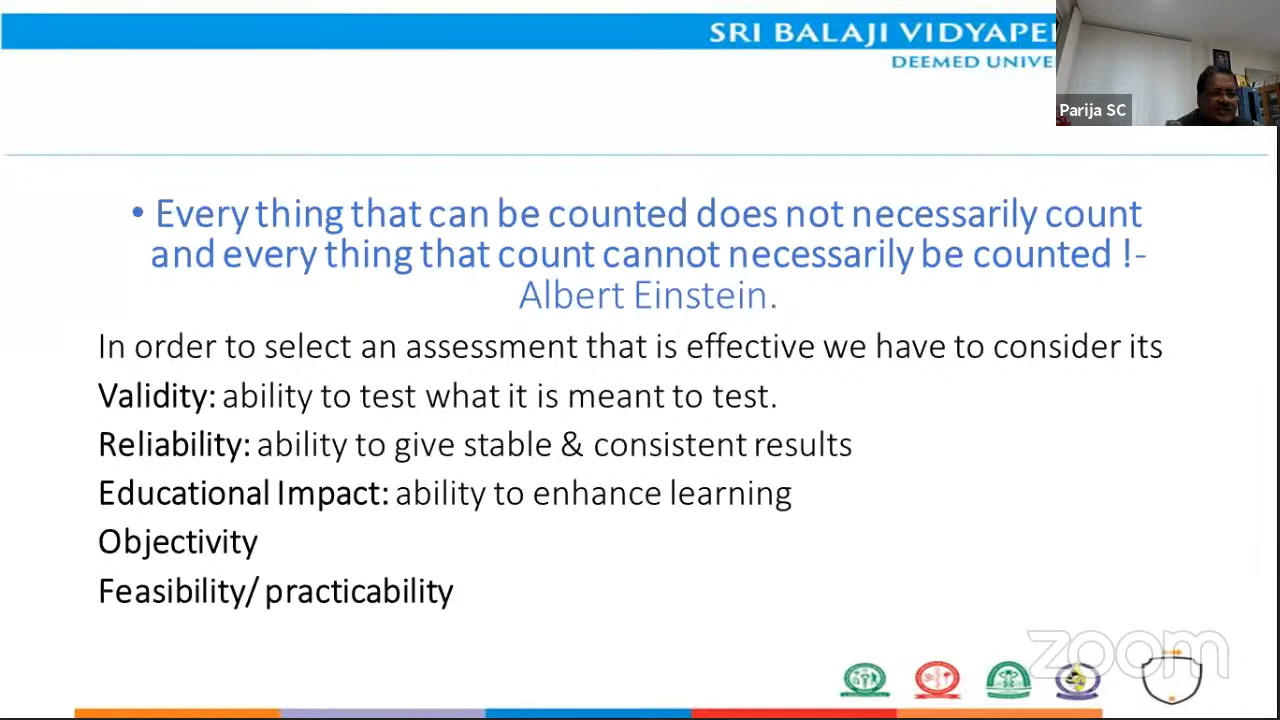 SRI BALAJI VIDYAPE
DEEMED UNIVE
Parija SC
• Every thing that can be counted does not necessarily count
and every thing that count cannot necessarily be counted !-
Albert Einstein.
In order to select an assessment that is effective we have to consider its
Validity: ability to test what it is meant to test.
Reliability: ability to give stable & consistent results
Educational Impact: ability to enhance learning
Objectivity
Feasibility/ practicability
zoom